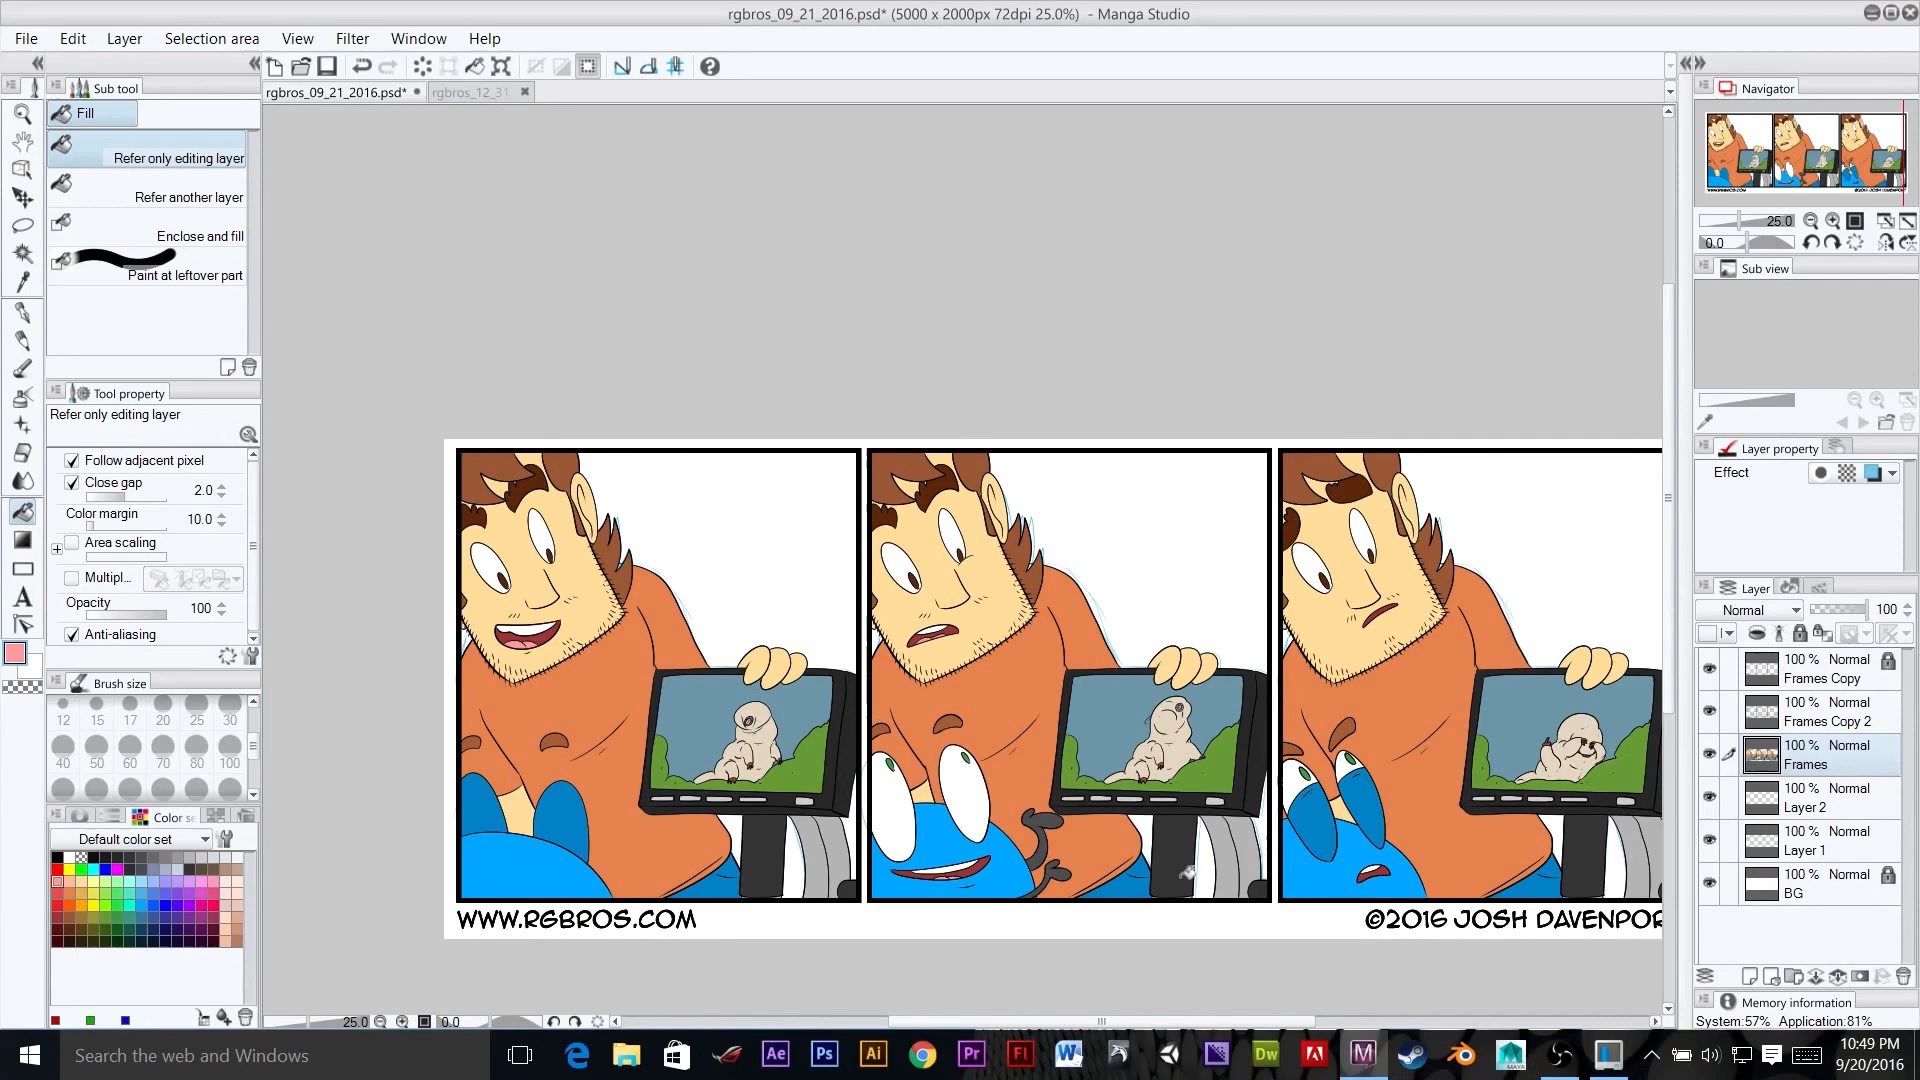 rgbros_09_21_2016.psd* (5000 x 2000px 72dpi 25.0%) - Manga Studio
File Edit Layer Selection area View Filter Window Help
Sub tool
rgbros_09_21_2016.psd*
rgbros_12_31
Navigator
Fill
Refer only editing layer
Refer another layer
Enclose and fill
Paint at leftover part
25.0
0.0
Sub view
Tool property
Refer only editing layer
Follow adjacent pixel
Close gap
2.0
Color margin
10.0
Area scaling
Multipl...
Opacity
100
Anti-aliasing
Brush size
12 15 17 20 25 30
40 50 60 70 80 100
Color se
Default color set
WWW.RGBROS.COM
©2016 JOSH DAVENPOR
25.0
0.0
Layer property
Effect
Layer
Normal
100
100 % Normal
Frames Copy
100 % Normal
Frames Copy 2
100 % Normal
Frames
100 % Normal
Layer 2
100 % Normal
Layer 1
100 % Normal
BG
Memory information
System:57% Application:81%
Search the web and Windows
Ae
Ps
Ai
Pr
Fl
W
Dw
M
MAYA
10:49 PM
9/20/2016